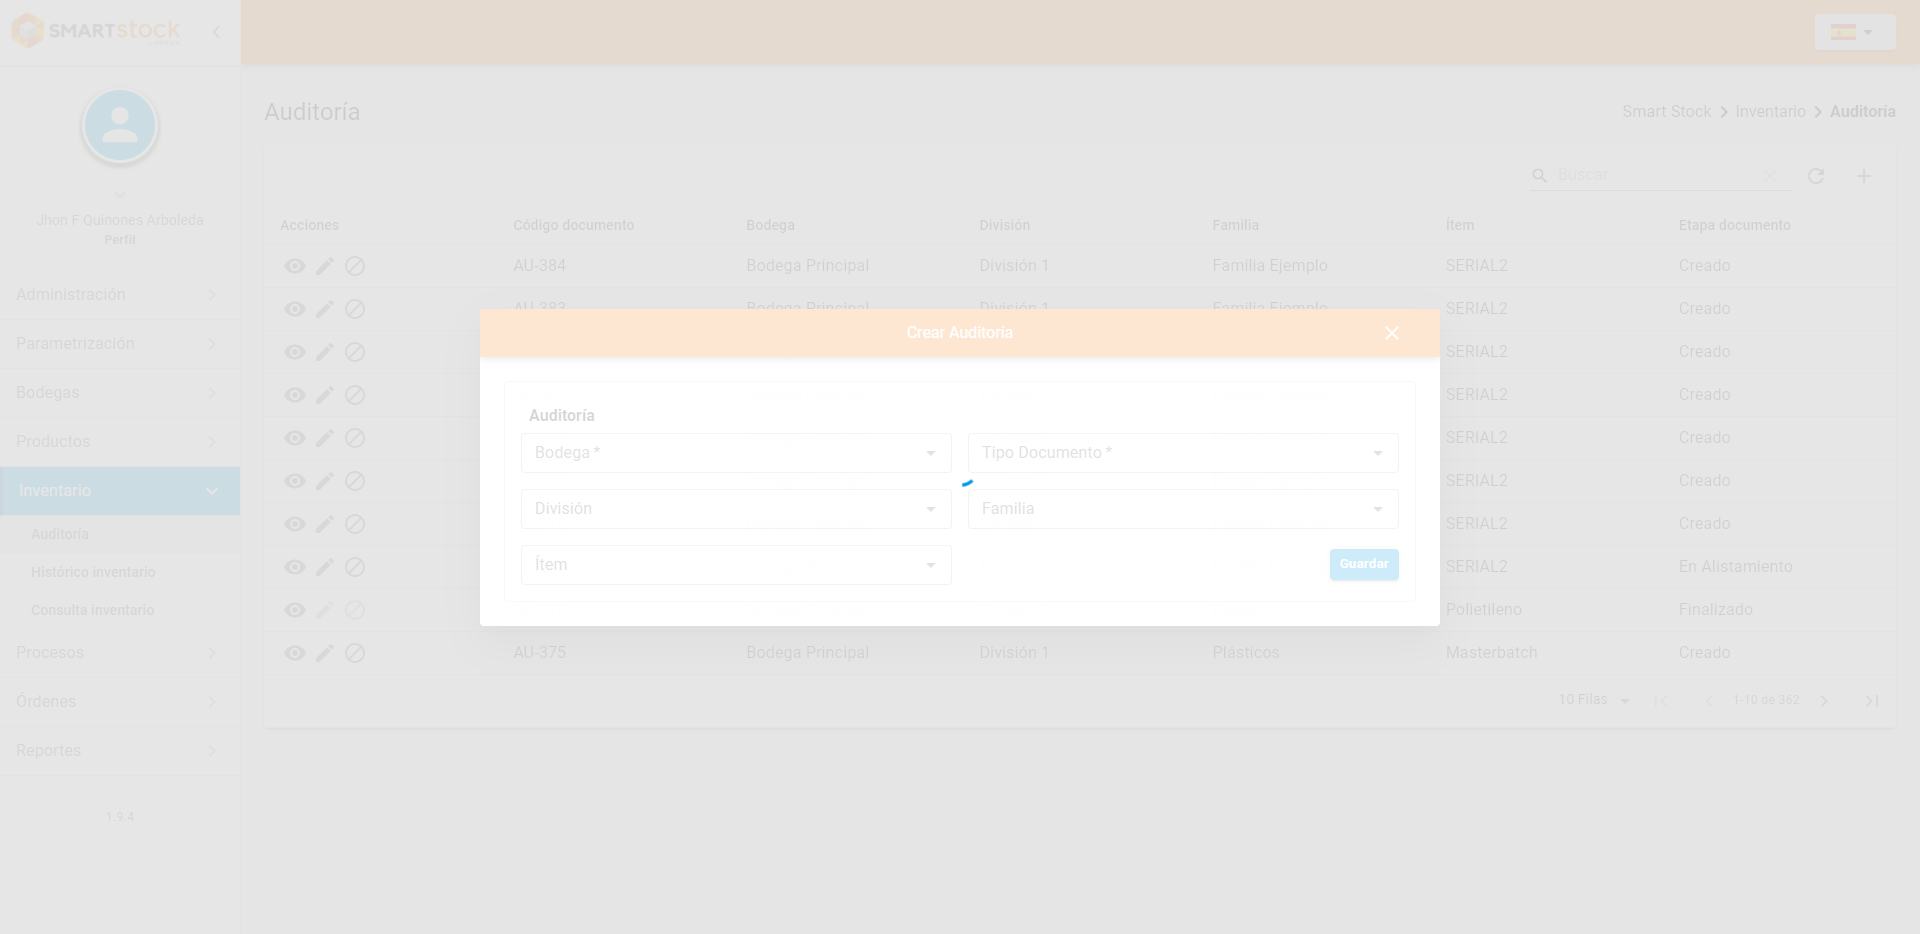 SMARTstock
Auditoría
Smart Stock > Inventario > Auditoría
Buscar
Jhon F Quinones Arboleda
Perfil
Acciones Código documento Bodega División Familia Ítem Etapa documento
AU-384 Bodega Principal División 1 Familia Ejemplo SERIAL2 Creado
AU-383 Bodega Principal División 1 Familia Ejemplo SERIAL2 Creado
SERIAL2 Creado
SERIAL2 Creado
SERIAL2 Creado
SERIAL2 Creado
SERIAL2 Creado
SERIAL2 En Alistamiento
Polietileno Finalizado
AU-375 Bodega Principal División 1 Plásticos Masterbatch Creado
10 Filas 1-10 de 362
Administración
Parametrización
Bodegas
Productos
Inventario
Auditoría
Histórico inventario
Consulta inventario
Procesos
Órdenes
Reportes
1.9.4
Crear Auditoría
Auditoría
Bodega *
Tipo Documento *
División
Familia
Ítem
Guardar